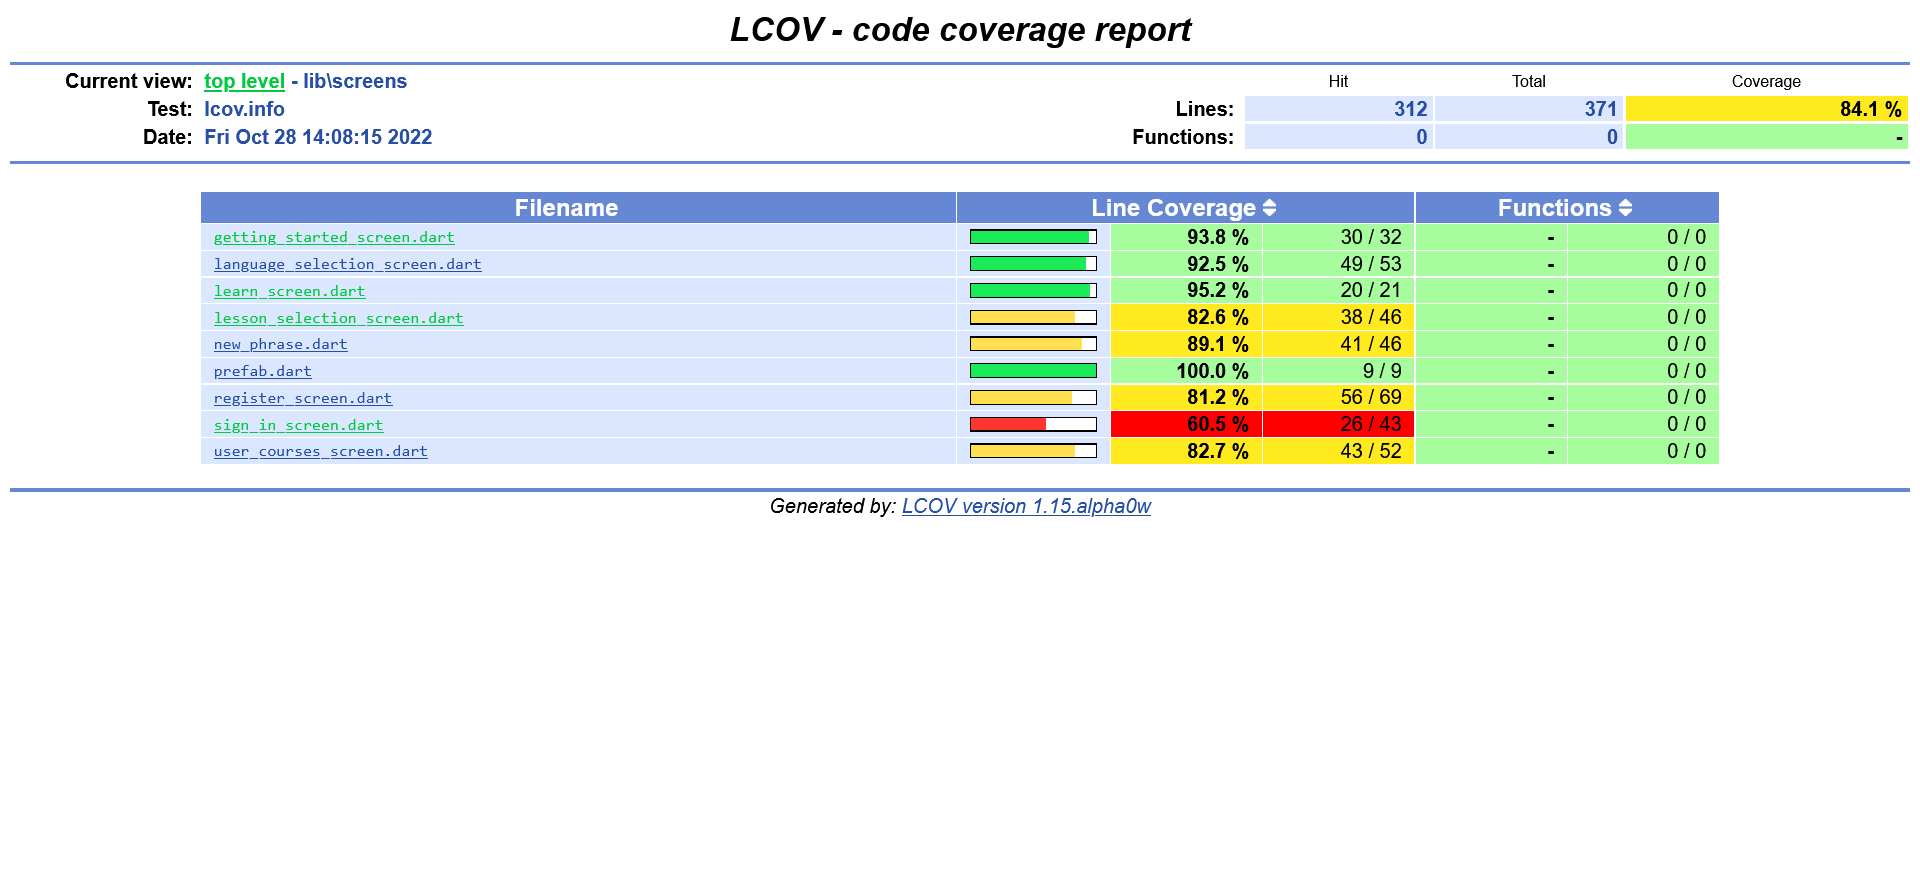 LCOV - code coverage report
Current view: top level - lib\screens Hit Total Coverage
Test: lcov.info Lines: 312 371 84.1 %
Date: Fri Oct 28 14:08:15 2022 Functions: 0 0 -
Filename Line Coverage Functions
getting_started_screen.dart 93.8 % 30 / 32 - 0 / 0
language_selection_screen.dart 92.5 % 49 / 53 - 0 / 0
learn_screen.dart 95.2 % 20 / 21 - 0 / 0
lesson_selection_screen.dart 82.6 % 38 / 46 - 0 / 0
new_phrase.dart 89.1 % 41 / 46 - 0 / 0
prefab.dart 100.0 % 9 / 9 - 0 / 0
register_screen.dart 81.2 % 56 / 69 - 0 / 0
sign_in_screen.dart 60.5 % 26 / 43 - 0 / 0
user_courses_screen.dart 82.7 % 43 / 52 - 0 / 0
Generated by: LCOV version 1.15.alpha0w